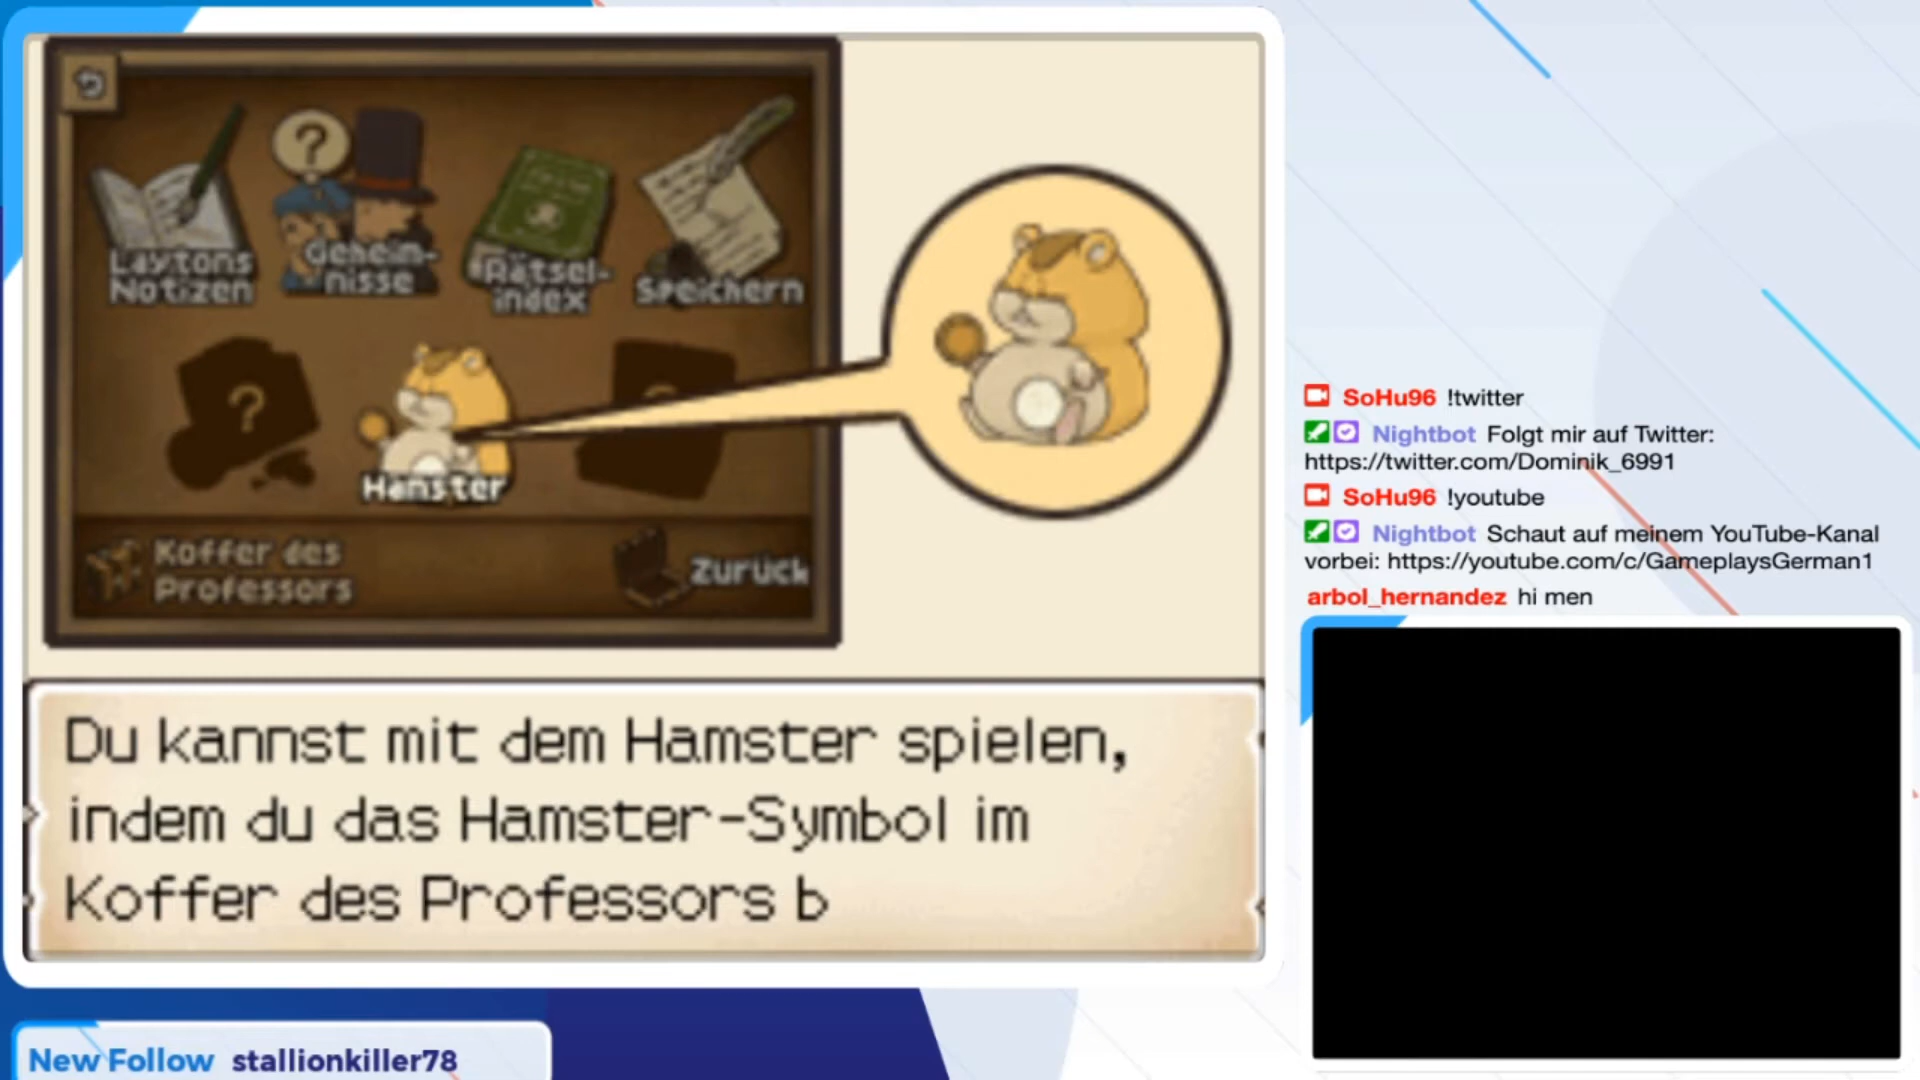 Laytons
Notizen
?
Geheim-
nisse
Rätsel-
index
Speichern
?
Hamster
Koffer des
Professors
Zurück
Du kannst mit dem Hamster spielen,
indem du das Hamster-Symbol im
Koffer des Professors b
SoHu96 !twitter
Nightbot Folgt mir auf Twitter:
https://twitter.com/Dominik_6991
SoHu96 !youtube
Nightbot Schaut auf meinem YouTube-Kanal
vorbei: https://youtube.com/c/GameplaysGerman1
arbol_hernandez hi men
New Follow stallionkiller78